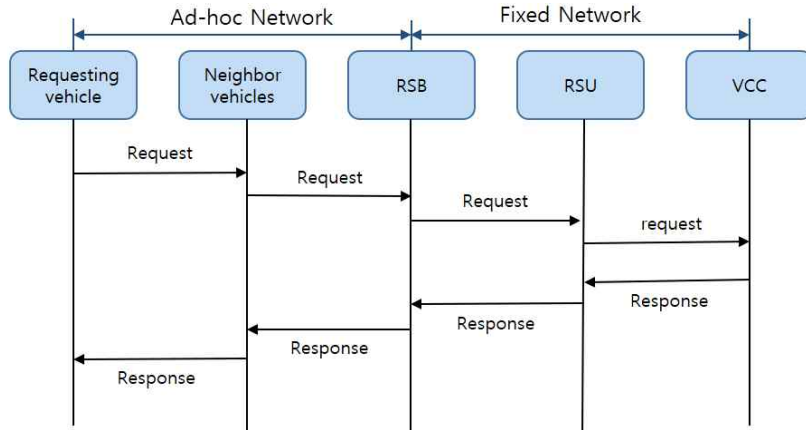 Ad-hoc Network
Fixed Network
Requesting
vehicle
Neighbor
vehicles
RSB
RSU
VCC
Request
Request
Request
request
Response
Response
Response
Response